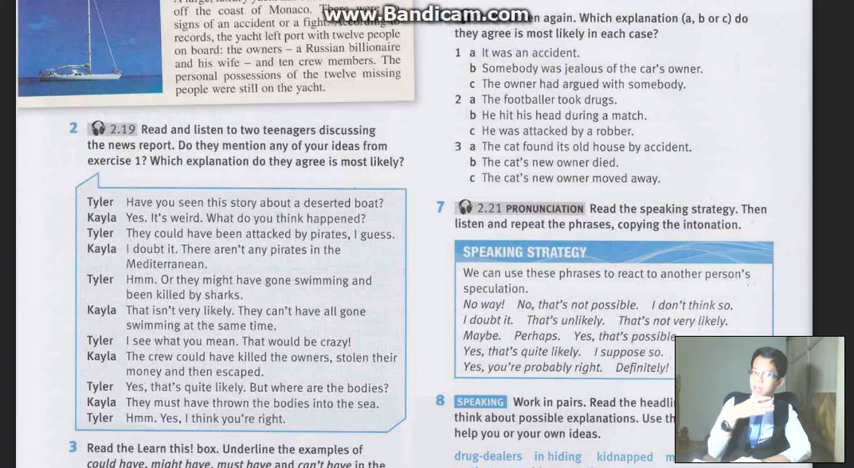 www.Bandicam.com
off the coast of Monaco. There were
signs of an accident or a fight. According to
records, the yacht left port with twelve people
on board: the owners – a Russian billionaire
and his wife – and ten crew members. The
personal possessions of the twelve missing
people were still on the yacht.
2 2.19 Read and listen to two teenagers discussing
the news report. Do they mention any of your ideas from
exercise 1? Which explanation do they agree is most likely?
Tyler Have you seen this story about a deserted boat?
Kayla Yes. It's weird. What do you think happened?
Tyler They could have been attacked by pirates, I guess.
Kayla I doubt it. There aren't any pirates in the
Mediterranean.
Tyler Hmm. Or they might have gone swimming and
been killed by sharks.
Kayla That isn't very likely. They can't have all gone
swimming at the same time.
Tyler I see what you mean. That would be crazy!
Kayla The crew could have killed the owners, stolen their
money and then escaped.
Tyler Yes, that's quite likely. But where are the bodies?
Kayla They must have thrown the bodies into the sea.
Tyler Hmm. Yes, I think you're right.
3 Read the Learn this! box. Underline the examples of
could have, might have, must have and can't have in the
again. Which explanation (a, b or c) do
they agree is most likely in each case?
1 a It was an accident.
b Somebody was jealous of the car's owner.
c The owner had argued with somebody.
2 a The footballer took drugs.
b He hit his head during a match.
c He was attacked by a robber.
3 a The cat found its old house by accident.
b The cat's new owner died.
c The cat's new owner moved away.
7 2.21 PRONUNCIATION Read the speaking strategy. Then
listen and repeat the phrases, copying the intonation.
SPEAKING STRATEGY
We can use these phrases to react to another person's
speculation.
No way! No, that's not possible. I don't think so.
I doubt it. That's unlikely. That's not very likely.
Maybe. Perhaps. Yes, that's possible
Yes, that's quite likely. I suppose so.
Yes, you're probably right. Definitely!
8 SPEAKING Work in pairs. Read the headli
think about possible explanations. Use th
help you or your own ideas.
drug-dealers in hiding kidnapped m